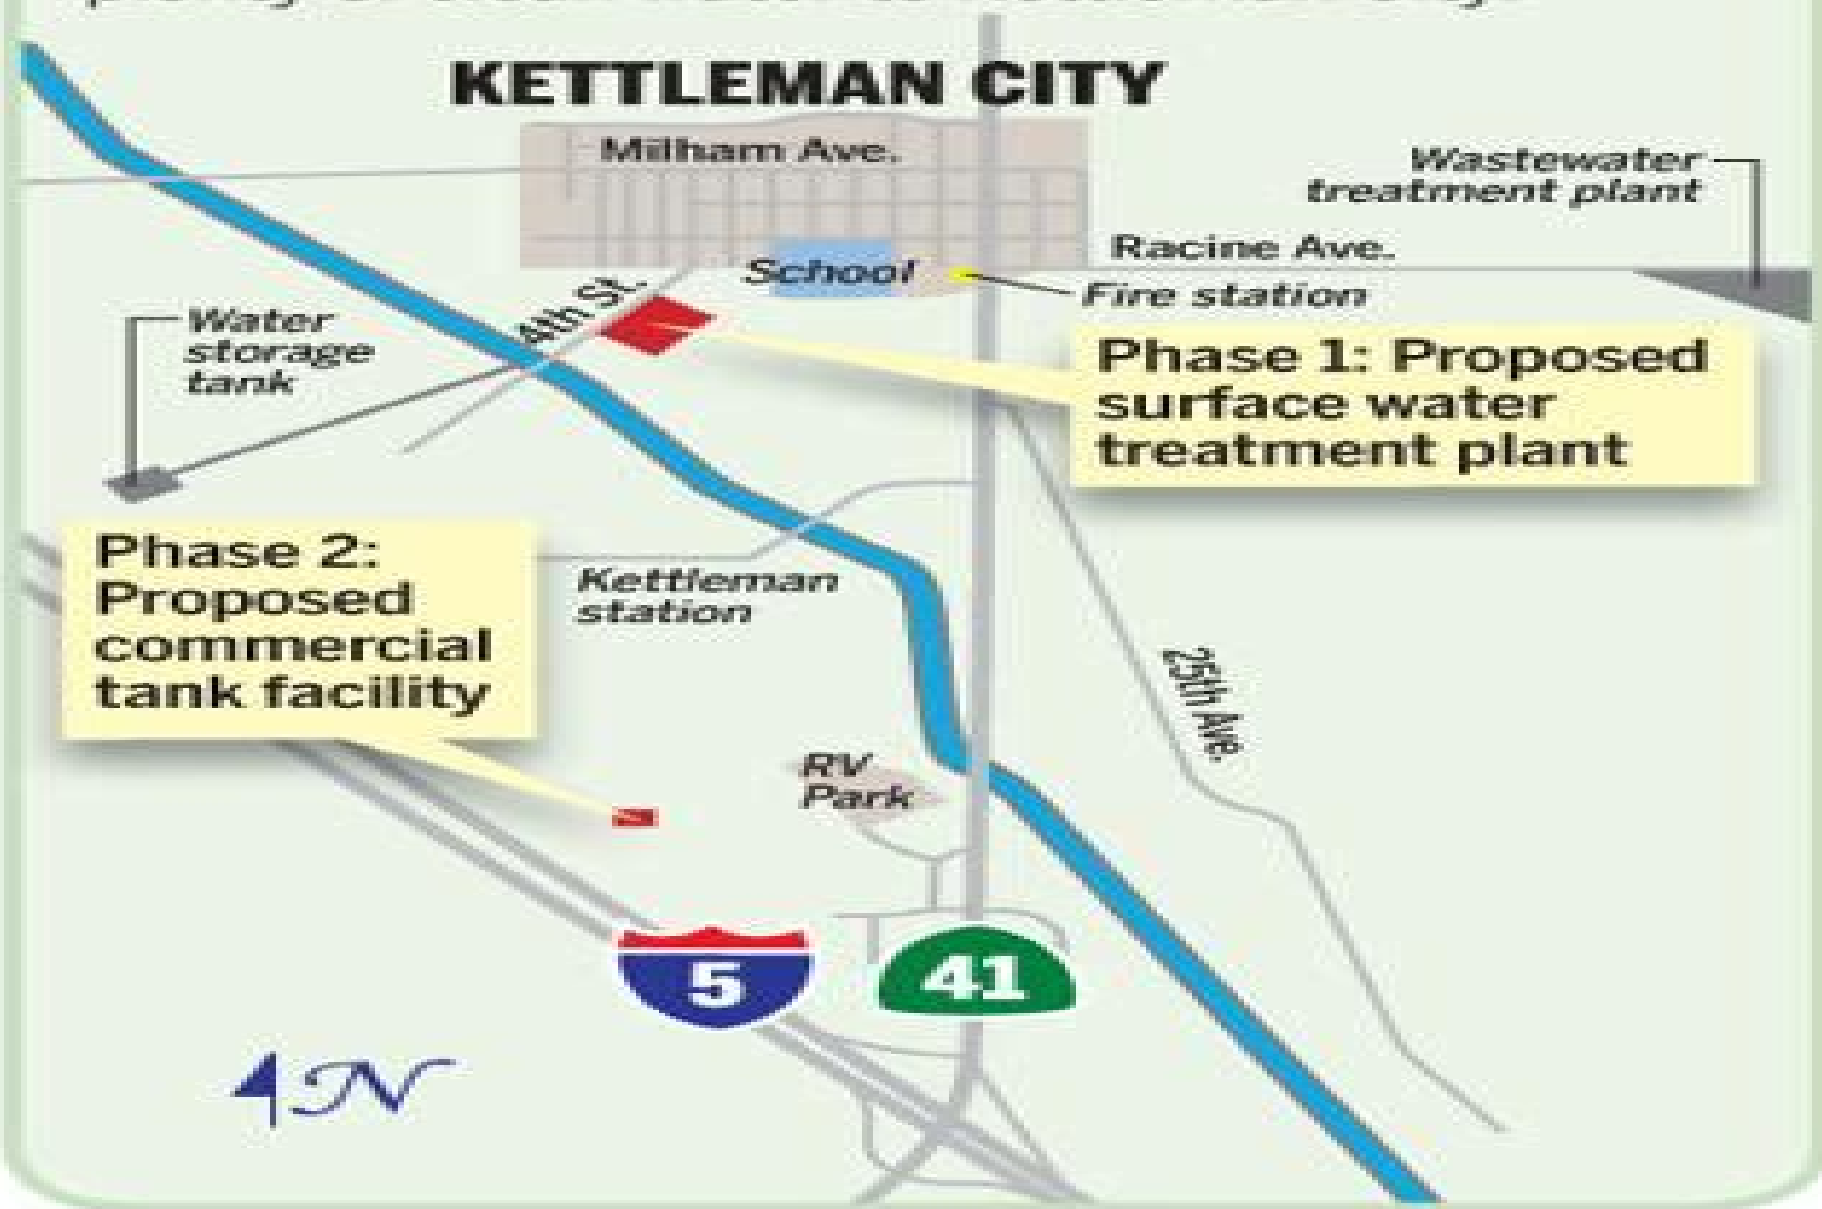 KETTLEMAN CITY
Milham Ave.
Wastewater
treatment plant
Racine Ave.
School
Fire station
4th St.
Water
storage
tank
Phase 1: Proposed
surface water
treatment plant
Phase 2:
Proposed
commercial
tank facility
Kettleman
station
25th Ave.
RV
Park
5
41
N